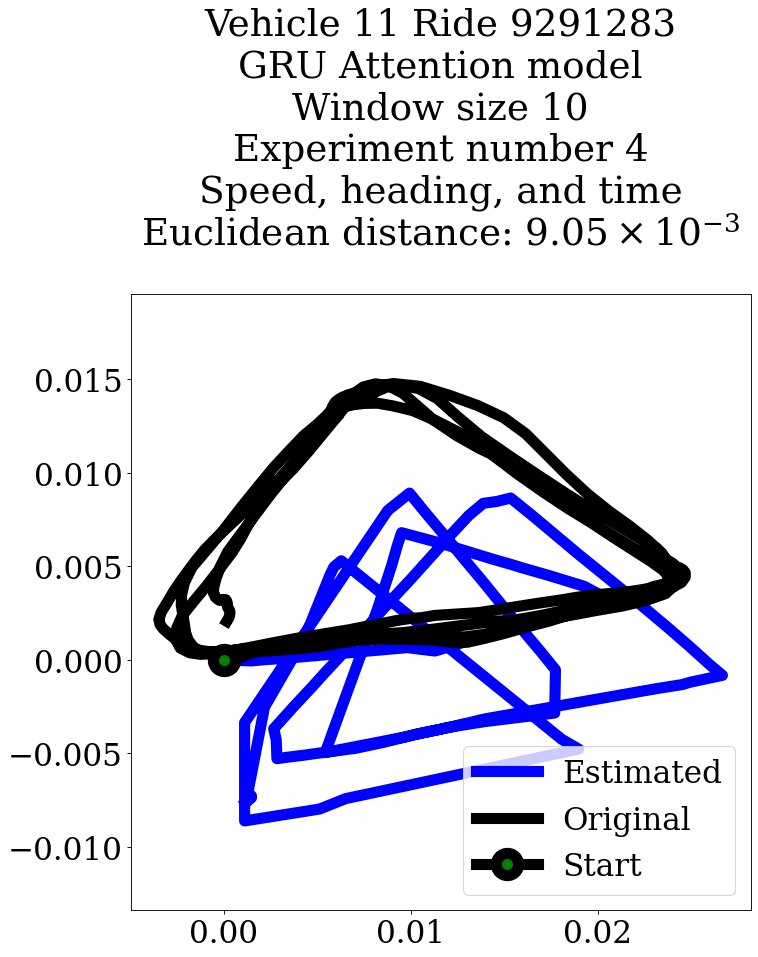 Vehicle 11 Ride 9291283
GRU Attention model
Window size 10
Experiment number 4
Speed, heading, and time
Euclidean distance: 9.05 × 10⁻³
0.015
0.010
0.005
0.000
−0.005
−0.010
Estimated
Original
Start
0.00 0.01 0.02